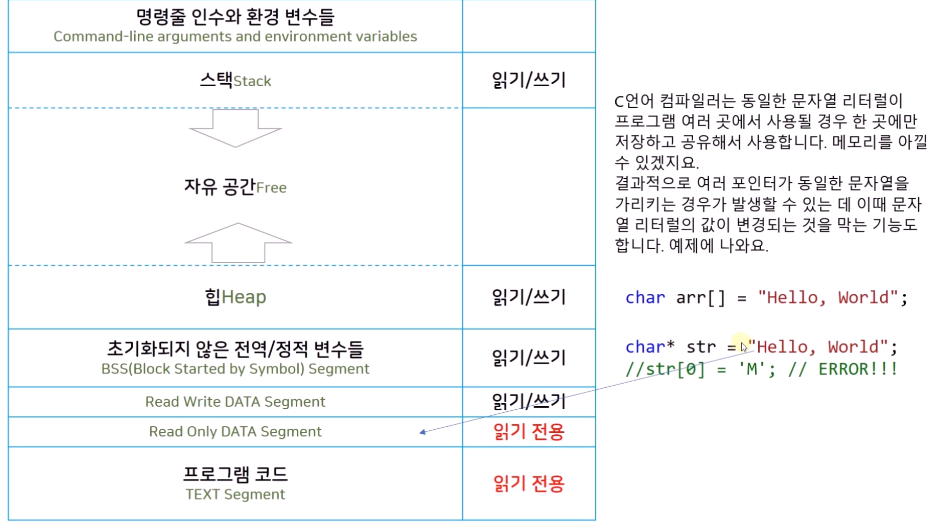 명령줄 인수와 환경 변수들
Command-line arguments and environment variables
스택Stack
읽기/쓰기
자유 공간Free
힙Heap
읽기/쓰기
초기화되지 않은 전역/정적 변수들
BSS(Block Started by Symbol) Segment
읽기/쓰기
Read Write DATA Segment
읽기/쓰기
Read Only DATA Segment
읽기 전용
프로그램 코드
TEXT Segment
읽기 전용
C언어 컴파일러는 동일한 문자열 리터럴이
프로그램 여러 곳에서 사용될 경우 한 곳에만
저장하고 공유해서 사용합니다. 메모리를 아낄
수 있겠지요.
결과적으로 여러 포인터가 동일한 문자열을
가리키는 경우가 발생할 수 있는 데 이때 문자
열 리터럴의 값이 변경되는 것을 막는 기능도
합니다. 예제에 나와요.
char arr[] = "Hello, World";
char* str = "Hello, World";
//str[0] = 'M'; // ERROR!!!